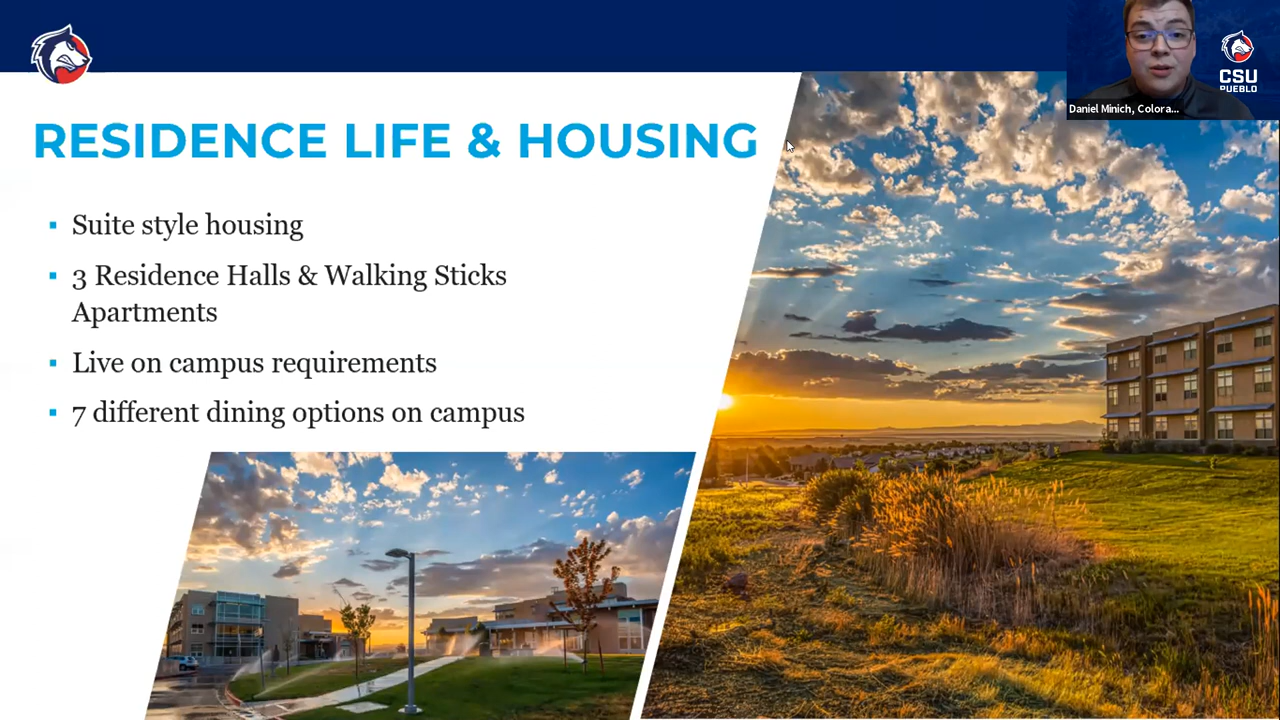 RESIDENCE LIFE & HOUSING
Suite style housing
3 Residence Halls & Walking Sticks
Apartments
Live on campus requirements
7 different dining options on campus
CSU
PUEBLO
Daniel Minich, Colora...